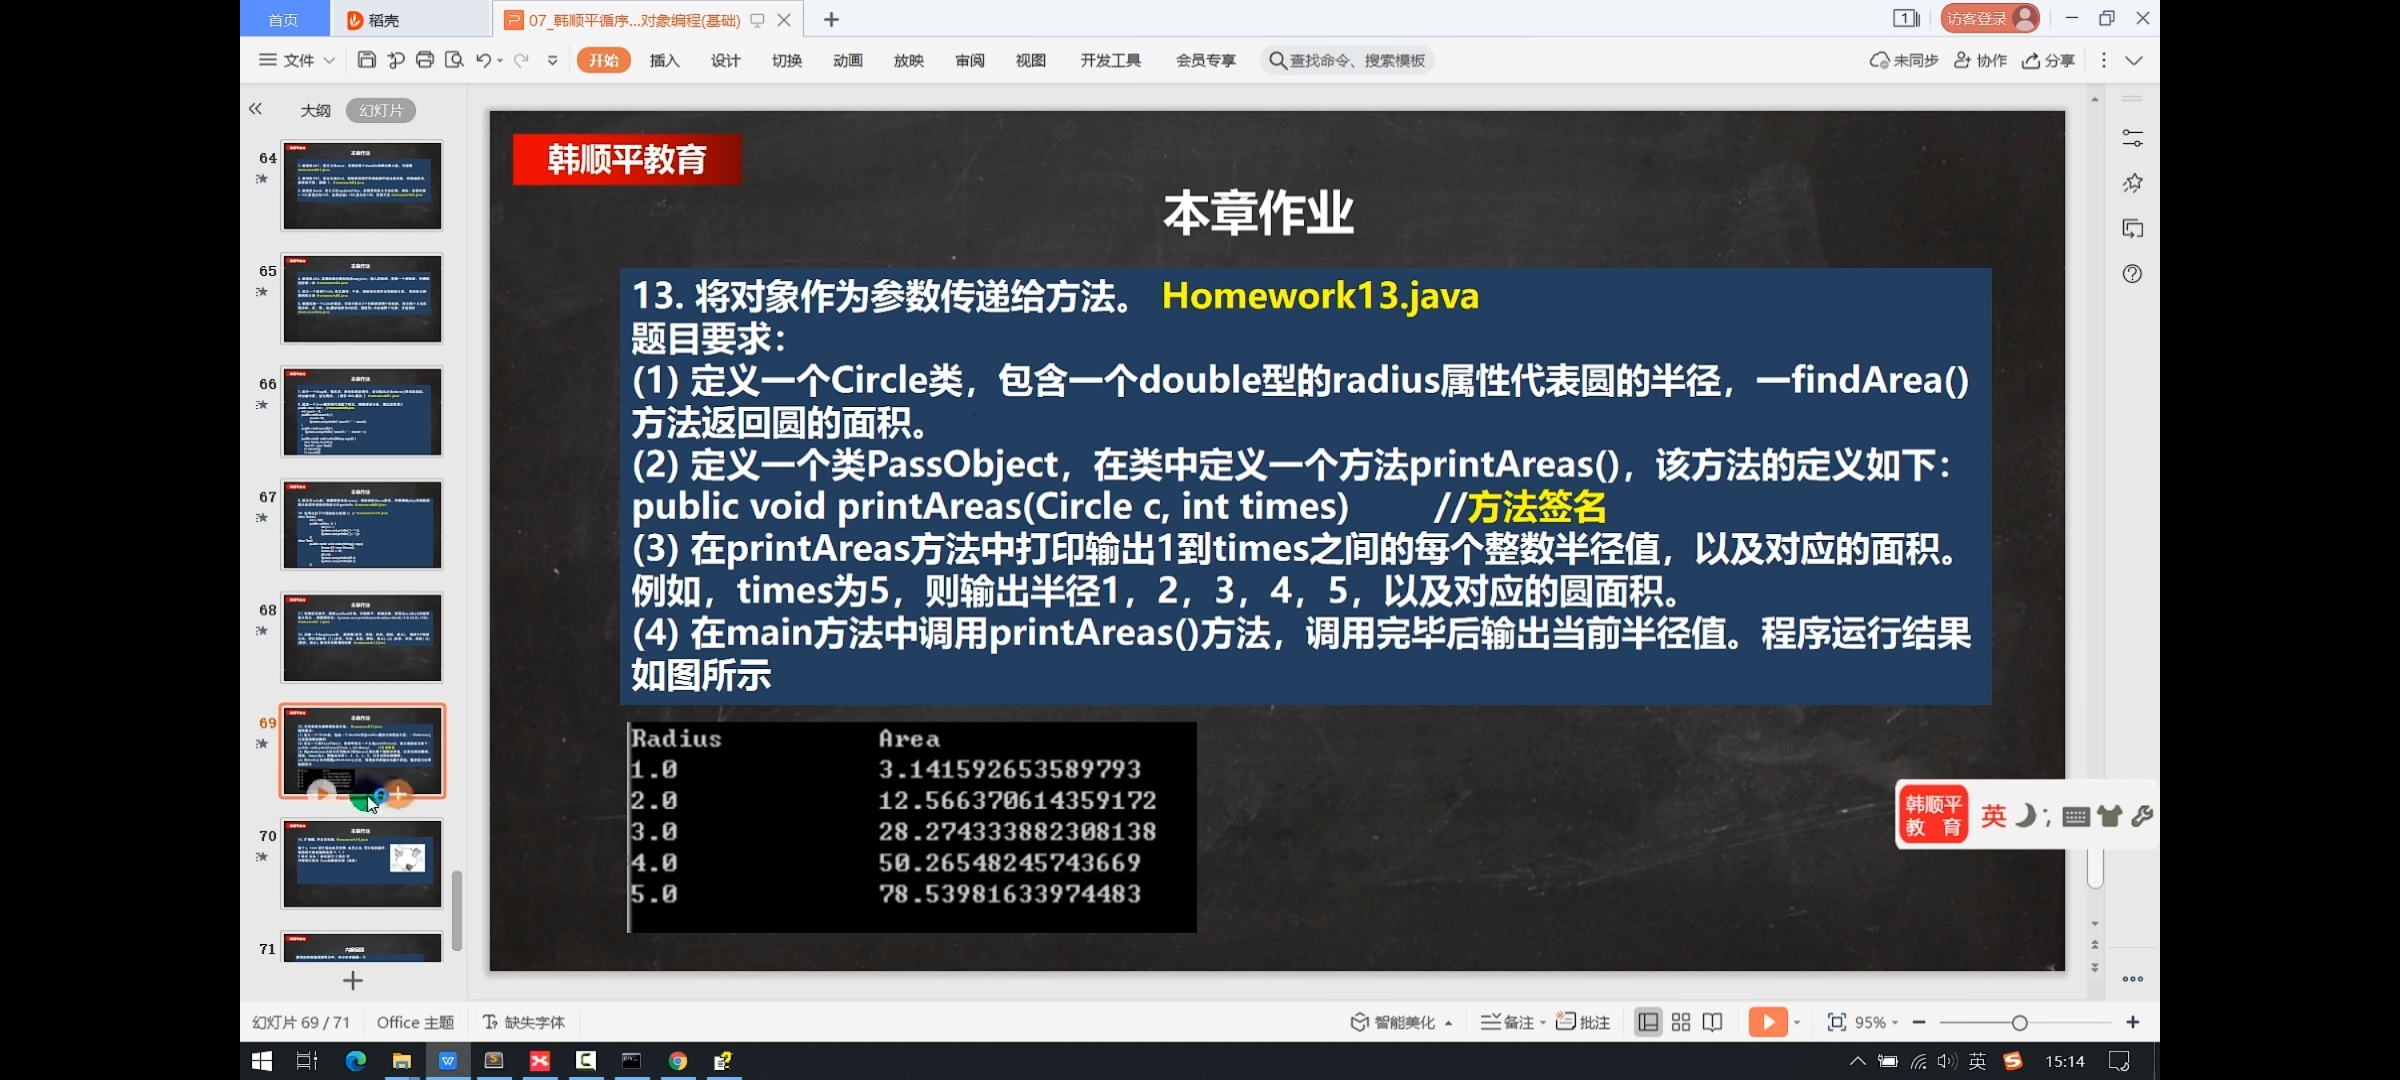 首页
稻壳
07_韩顺平循序...对象编程(基础)
访客登录
文件
开始
插入
设计
切换
动画
放映
审阅
视图
开发工具
会员专享
查找命令、搜索模板
未同步
协作
分享
大纲
幻灯片
64
65
66
67
68
69
70
71
韩顺平教育
本章作业
13. 将对象作为参数传递给方法。 Homework13.java
题目要求：
(1) 定义一个Circle类，包含一个double型的radius属性代表圆的半径，一findArea()
方法返回圆的面积。
(2) 定义一个类PassObject，在类中定义一个方法printAreas()，该方法的定义如下：
public void printAreas(Circle c, int times) //方法签名
(3) 在printAreas方法中打印输出1到times之间的每个整数半径值，以及对应的面积。
例如，times为5，则输出半径1，2，3，4，5，以及对应的圆面积。
(4) 在main方法中调用printAreas()方法，调用完毕后输出当前半径值。程序运行结果
如图所示
Radius Area
1.0 3.141592653589793
2.0 12.566370614359172
3.0 28.274333882308138
4.0 50.26548245743669
5.0 78.53981633974483
韩顺平
教 育
英
幻灯片 69 / 71
Office 主题
缺失字体
智能美化
备注
批注
95%
英
15:14